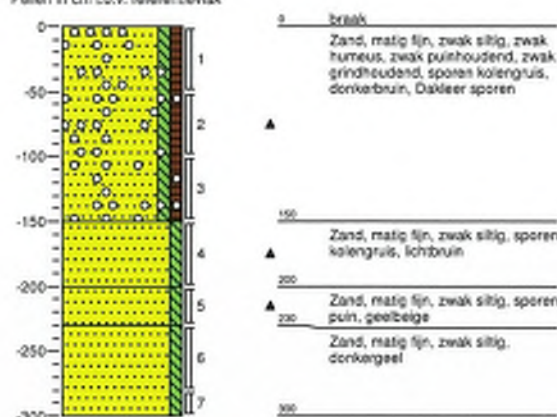 0
braak
0
Zand, matig fijn, zwak siltig, zwak
humeus, zwak puinhoudend, zwak
grindhoudend, sporen kolengruis,
donkerbruin, Dakleer sporen
1
-50
2
-100
3
-150
150
Zand, matig fijn, zwak siltig, sporen
kolengruis, lichtbruin
4
-200
200
Zand, matig fijn, zwak siltig, sporen
puin, geelbeige
5
230
Zand, matig fijn, zwak siltig,
donkergeel
-250
6
7
300